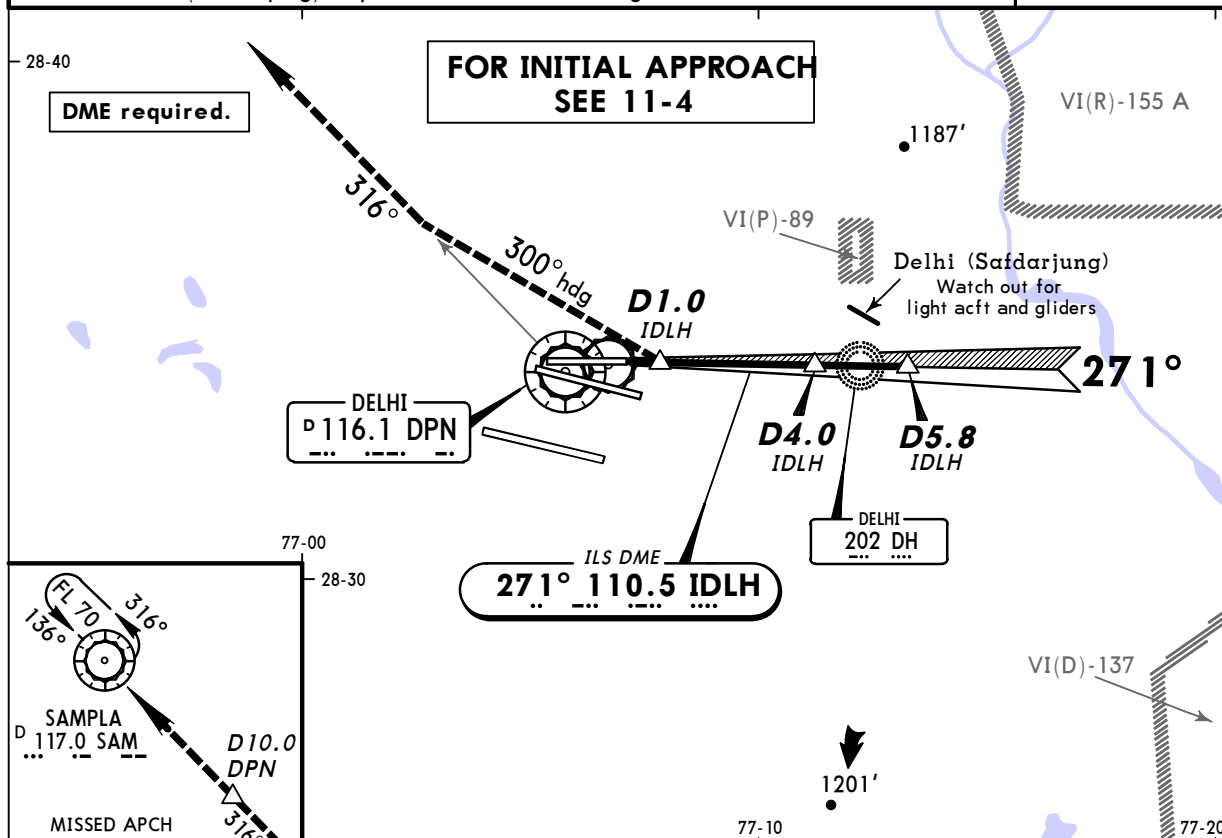 28-40
FOR INITIAL APPROACH
SEE 11-4
DME required.
VI(R)-155 A
1187'
316°
VI(P)-89
300° hdg
Delhi (Safdarjung)
Watch out for
light acft and gliders
D1.0
IDLH
271°
DELHI
D 116.1 DPN
D4.0
IDLH
D5.8
IDLH
DELHI
202 DH
77-00
28-30
ILS DME
271° 110.5 IDLH
FL 70
316°
136°
SAMPLA
D 117.0 SAM
D10.0
DPN
316°
MISSED APCH
VI(D)-137
1201'
77-10
77-20